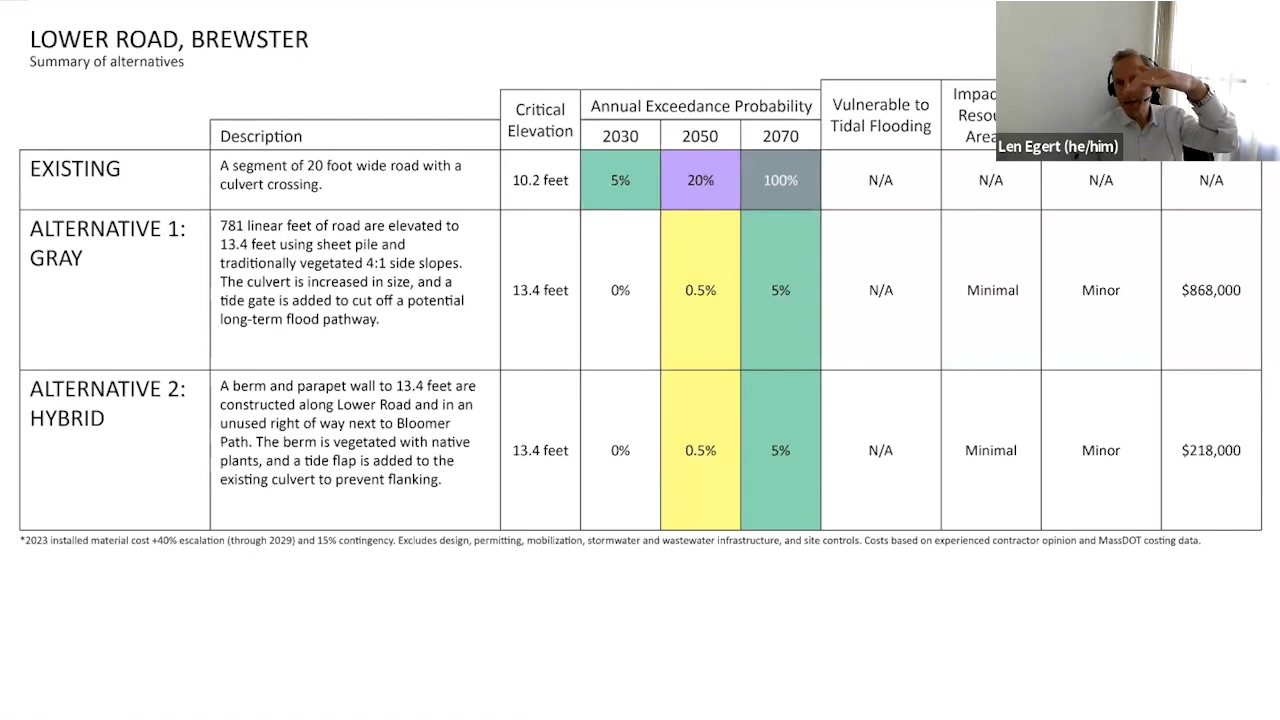 LOWER ROAD, BREWSTER
Summary of alternatives
Description
Critical
Elevation
Annual Exceedance Probability
2030 2050 2070
Vulnerable to
Tidal Flooding
Len Egert (he/him)
EXISTING
A segment of 20 foot wide road with a
culvert crossing.
10.2 feet 5% 20% 100% N/A N/A N/A N/A
ALTERNATIVE 1:
GRAY
781 linear feet of road are elevated to
13.4 feet using sheet pile and
traditionally vegetated 4:1 side slopes.
The culvert is increased in size, and a
tide gate is added to cut off a potential
long-term flood pathway.
13.4 feet 0% 0.5% 5% N/A Minimal Minor $868,000
ALTERNATIVE 2:
HYBRID
A berm and parapet wall to 13.4 feet are
constructed along Lower Road and in an
unused right of way next to Bloomer
Path. The berm is vegetated with native
plants, and a tide flap is added to the
existing culvert to prevent flanking.
13.4 feet 0% 0.5% 5% N/A Minimal Minor $218,000
*2023 installed material cost +40% escalation (through 2029) and 15% contingency. Excludes design, permitting, mobilization, stormwater and wastewater infrastructure, and site controls. Costs based on experienced contractor opinion and MassDOT costing data.